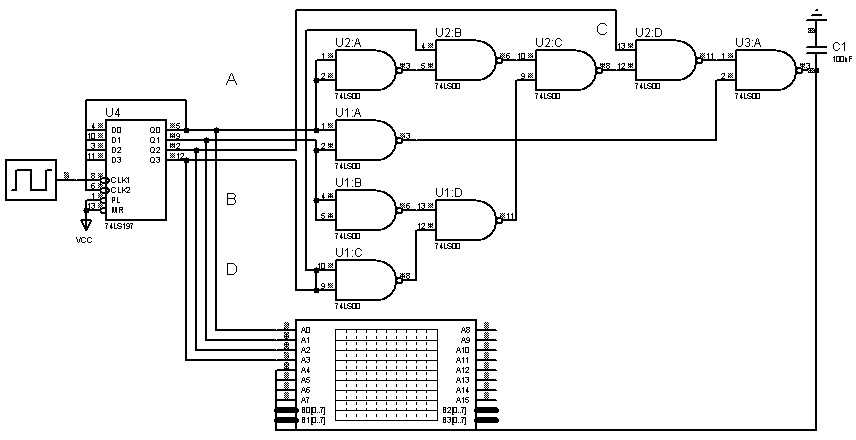 U2:A
U2:B
U2:C
C
U2:D
U3:A
C1
100nF
4
6
5
10
9
8
13
12
11
1
2
3
74LS00
74LS00
74LS00
74LS00
74LS00
A
1
2
3
U4
4 D0 Q0 5
10 D1 Q1 9
3 D2 Q2 2
11 D3 Q3 12
8 CLK1
6 CLK2
1 PL
13 MR
74LS197
VCC
U1:A
1
2
3
74LS00
B
U1:B
4
5
6
74LS00
U1:D
13
12
11
74LS00
D
U1:C
10
9
8
74LS00
A0 A8
A1 A9
A2 A10
A3 A11
A4 A12
A5 A13
A6 A14
A7 A15
B0[0..7] B2[0..7]
B1[0..7] B3[0..7]